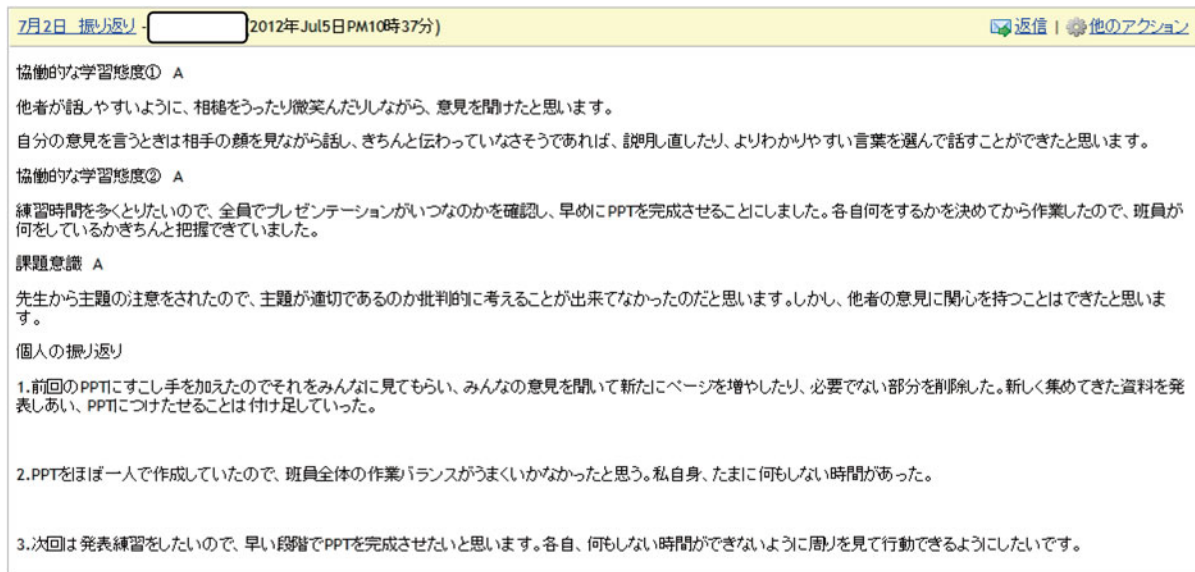 7月2日 振り返り - (2012年 Jul5日PM10時37分) 返信 | 他のアクション
協働的な学習態度① A
他者が話しやすいように、相槌をうったり微笑んだりしながら、意見を聞けたと思います。
自分の意見を言うときは相手の顔を見ながら話し、きちんと伝わっていなさそうであれば、説明し直したり、よりわかりやすい言葉を選んで話すことができたと思います。
協働的な学習態度② A
練習時間を多くとりたいので、全員でプレゼンテーションがいつなのかを確認し、早めにPPTを完成させることにしました。各自何をするかを決めてから作業したので、班員が
何をしているかきちんと把握できていました。
課題意識 A
先生から主題の注意をされたので、主題が適切であるのか批判的に考えることが出来てなかったのだと思います。しかし、他者の意見に関心を持つことはできたと思いま
す。
個人の振り返り
1.前回のPPTにすこし手を加えたのでそれをみんなに見てもらい、みんなの意見を聞いて新たにページを増やしたり、必要でない部分を削除した。新しく集めてきた資料を発
表しあい、PPTにつけたせることは付け足していった。
2.PPTをほぼ一人で作成していたので、班員全体の作業バランスがうまくいかなかったと思う。私自身、たまに何もしない時間があった。
3.次回は発表練習をしたいので、早い段階でPPTを完成させたいと思います。各自、何もしない時間ができないように周りを見て行動できるようにしたいです。